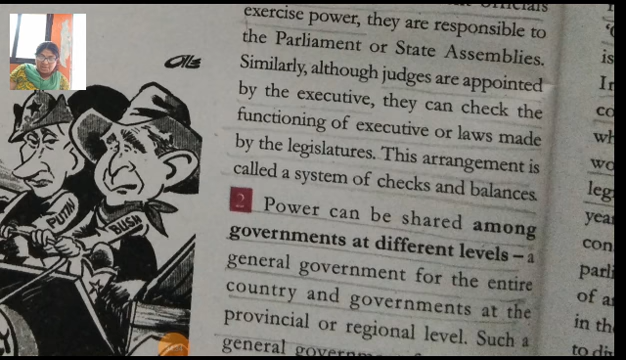 exercise power, they are responsible to
the Parliament or State Assemblies.
Similarly, although judges are appointed
by the executive, they can check the
functioning of executive or laws made
by the legislatures. This arrangement is
called a system of checks and balances.
2 Power can be shared among
governments at different levels – a
general government for the entire
country and governments at the
provincial or regional level. Such a
general
PUTIN
BUSH